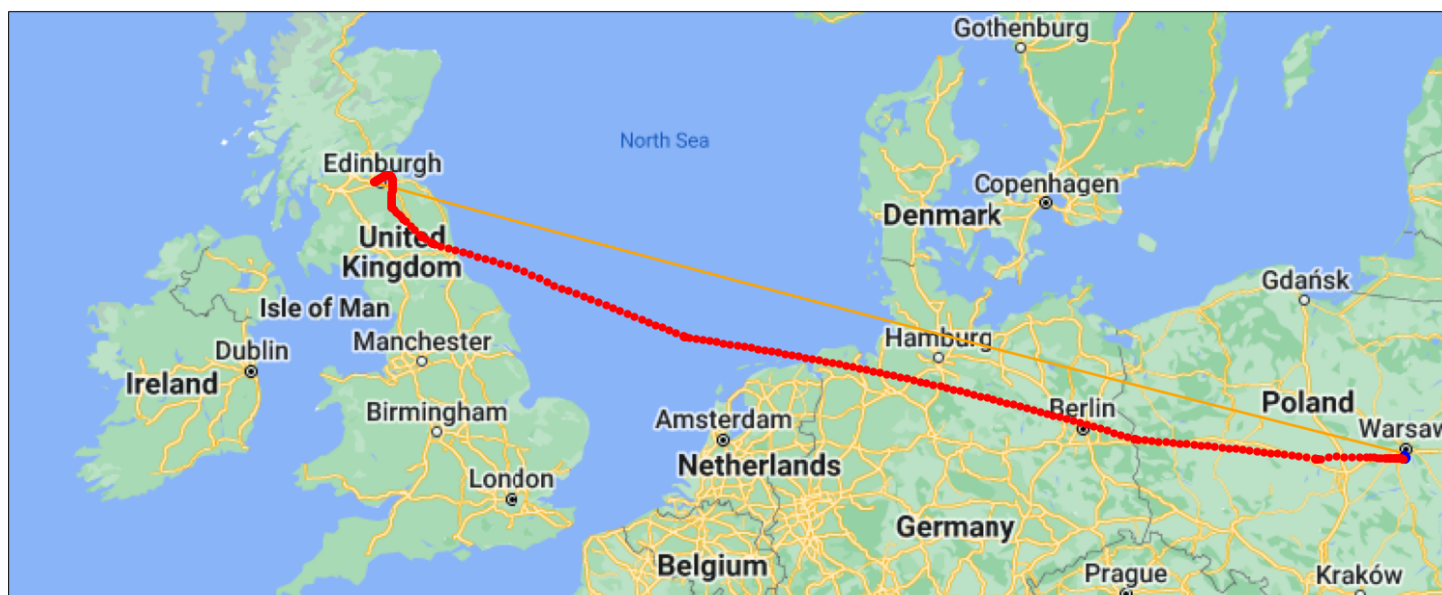 Gothenburg
North Sea
Edinburgh
Copenhagen
Denmark
United
Kingdom
Isle of Man
Gdańsk
Hamburg
Manchester
Dublin
Ireland
Birmingham
Berlin
Poland
Amsterdam
Warsaw
Netherlands
London
Germany
Belgium
Prague
Kraków